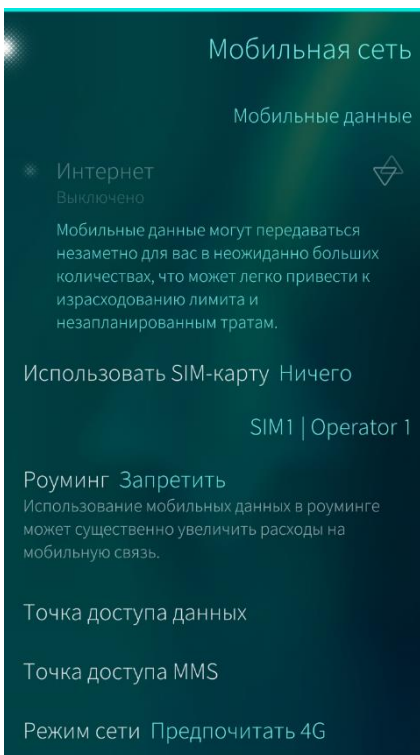 Мобильная сеть
Мобильные данные
Интернет
Выключено
Мобильные данные могут передаваться
незаметно для вас в неожиданно больших
количествах, что может легко привести к
израсходованию лимита и
незапланированным тратам.
Использовать SIM-карту Ничего
SIM1 | Operator 1
Роуминг Запретить
Использование мобильных данных в роуминге
может существенно увеличить расходы на
мобильную связь.
Точка доступа данных
Точка доступа MMS
Режим сети Предпочитать 4G